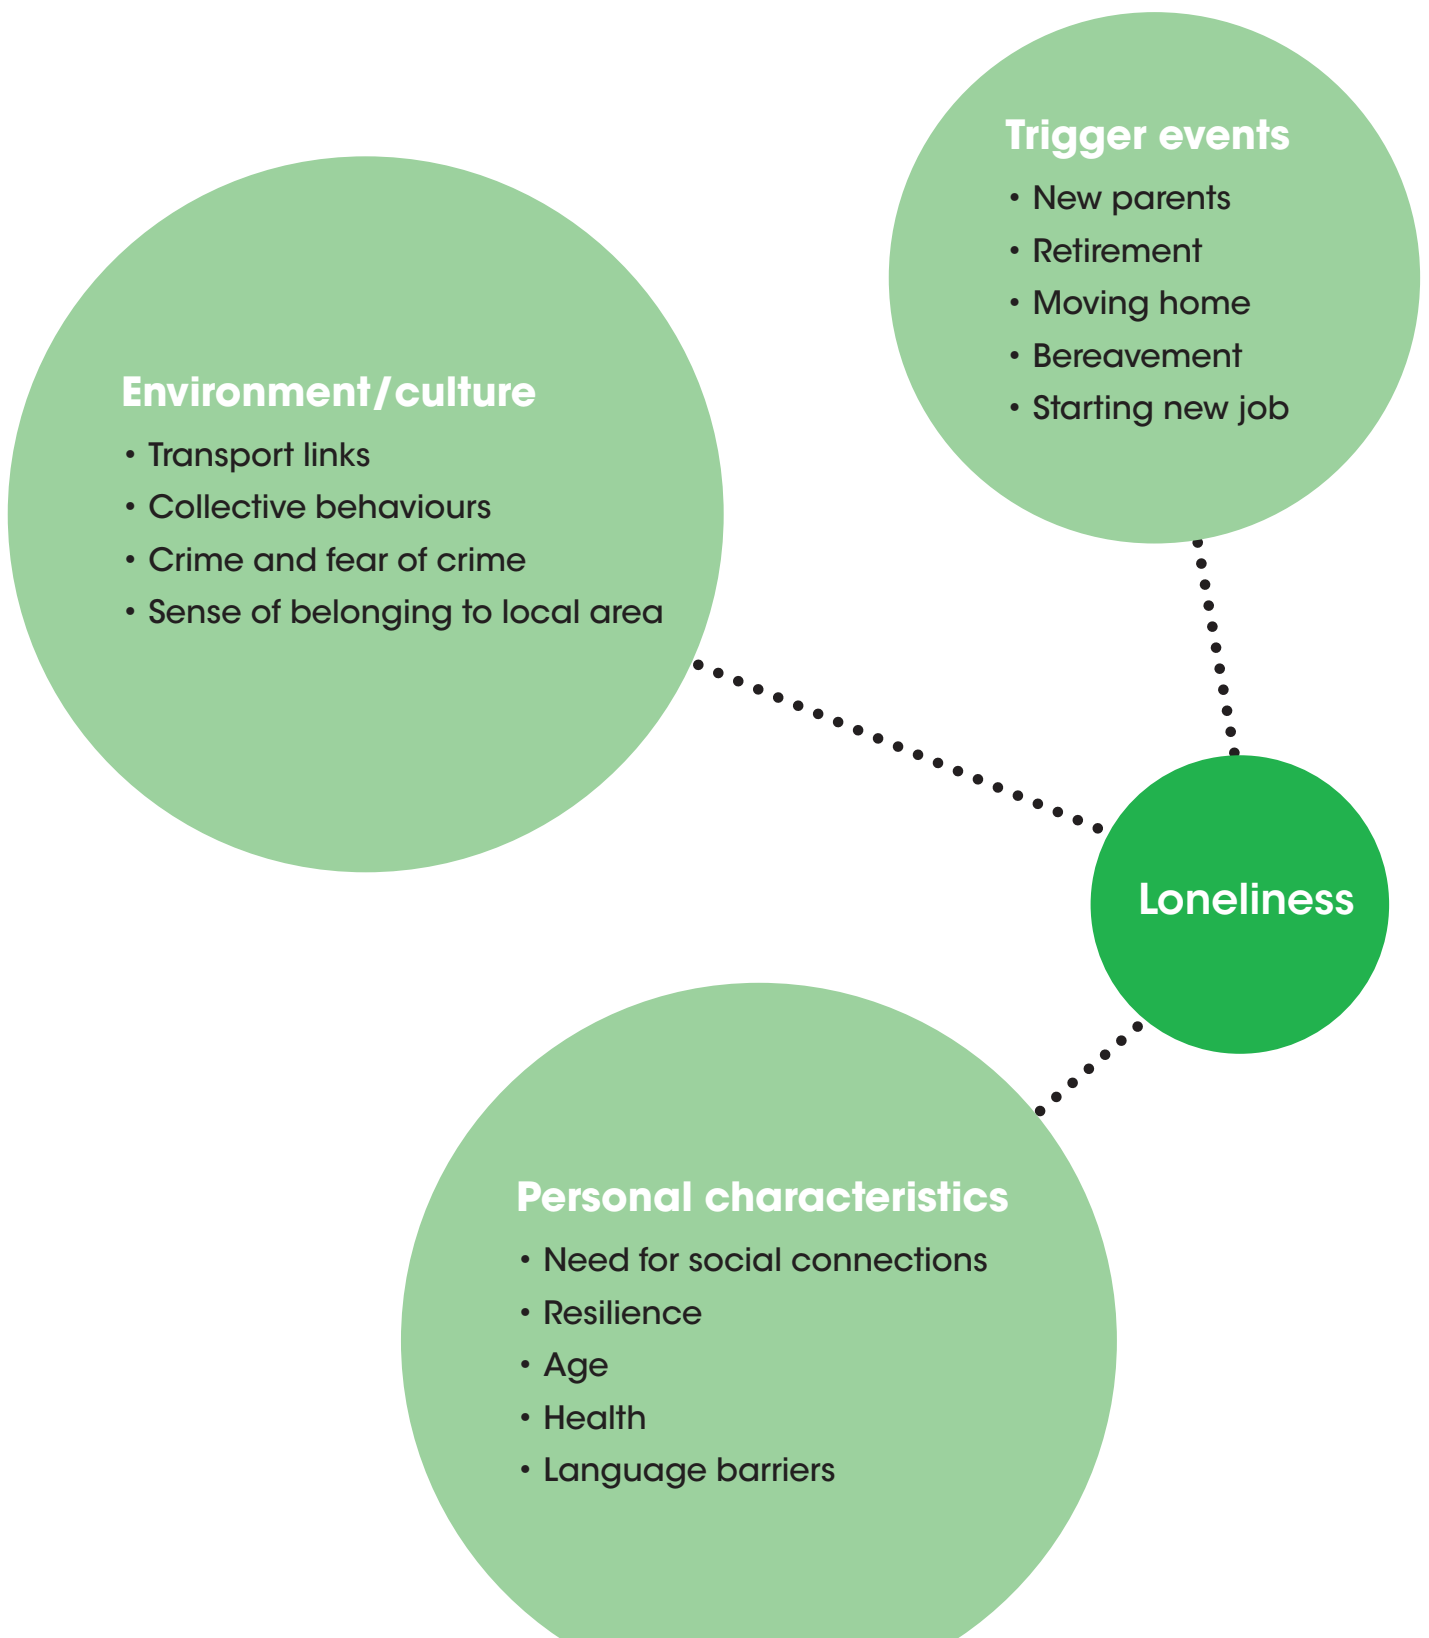 Trigger events
• New parents
• Retirement
• Moving home
• Bereavement
• Starting new job
Environment/culture
• Transport links
• Collective behaviours
• Crime and fear of crime
• Sense of belonging to local area
Loneliness
Personal characteristics
• Need for social connections
• Resilience
• Age
• Health
• Language barriers